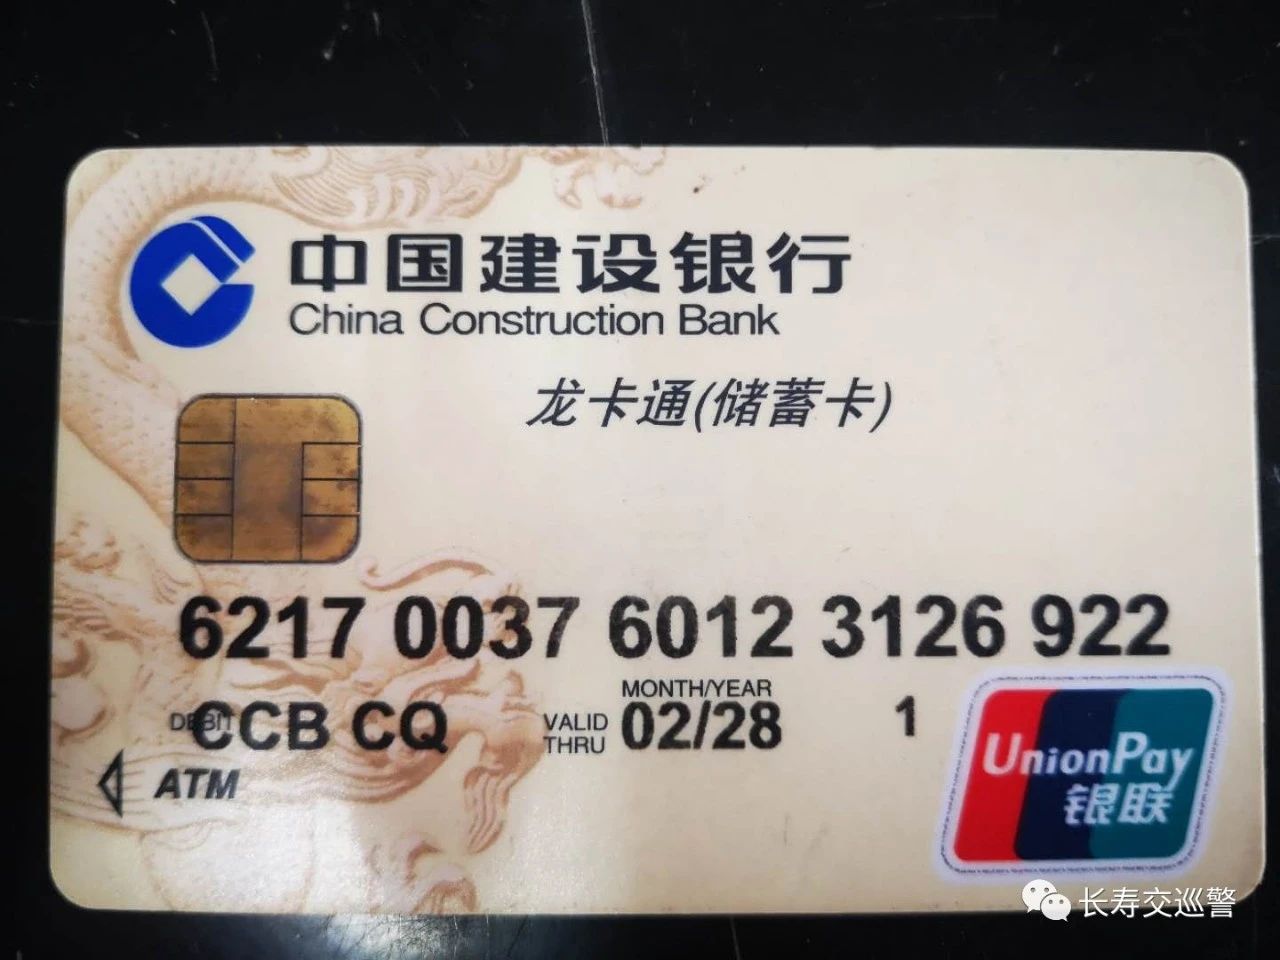 中国建设银行
China Construction Bank
龙卡通(储蓄卡)
6217 0037 6012 3126 922
MONTH/YEAR
DEBIT CCB CQ VALID THRU 02/28 1
ATM
UnionPay
银联
长寿交巡警